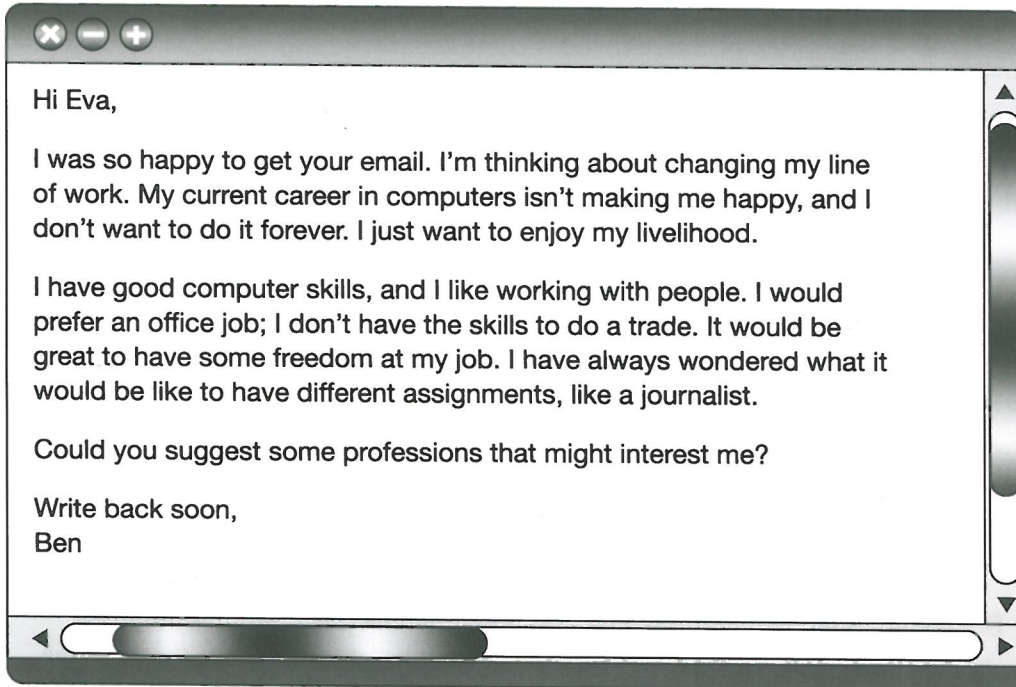 Hi Eva,
I was so happy to get your email. I'm thinking about changing my line
of work. My current career in computers isn't making me happy, and I
don't want to do it forever. I just want to enjoy my livelihood.
I have good computer skills, and I like working with people. I would
prefer an office job; I don't have the skills to do a trade. It would be
great to have some freedom at my job. I have always wondered what it
would be like to have different assignments, like a journalist.
Could you suggest some professions that might interest me?
Write back soon,
Ben